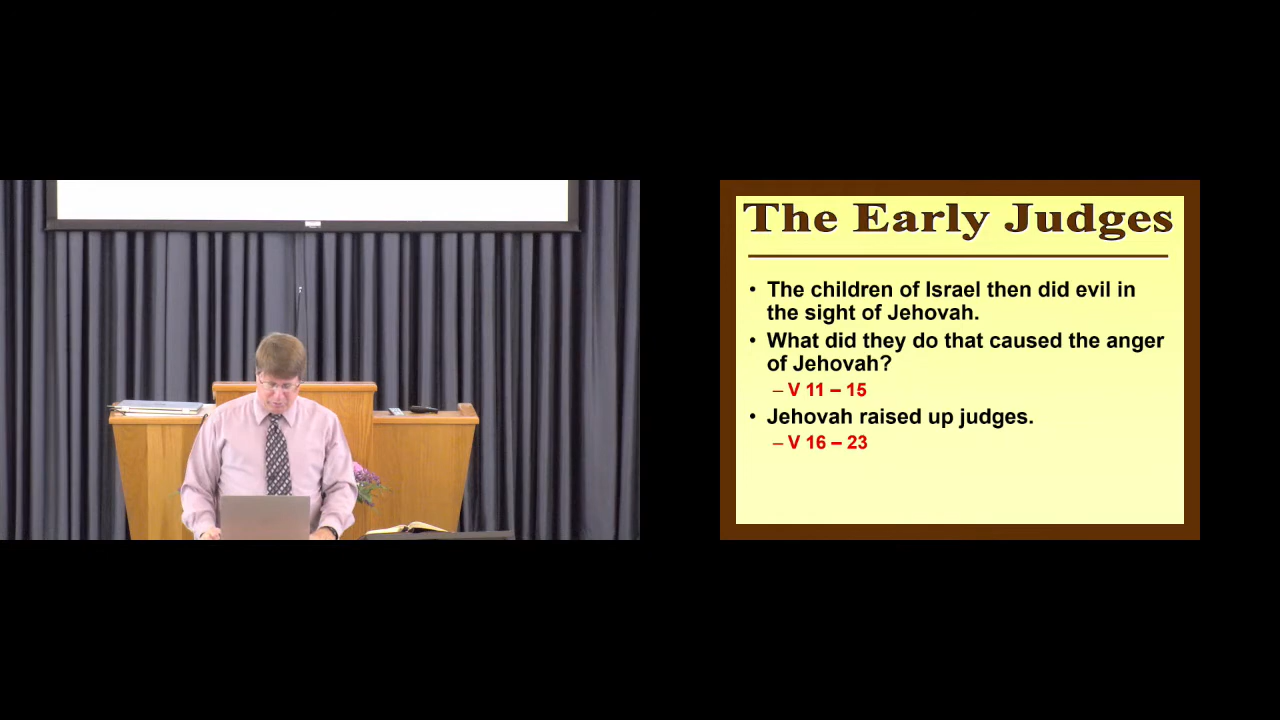 The Early Judges
• The children of Israel then did evil in
the sight of Jehovah.
• What did they do that caused the anger
of Jehovah?
– V 11 – 15
• Jehovah raised up judges.
– V 16 – 23